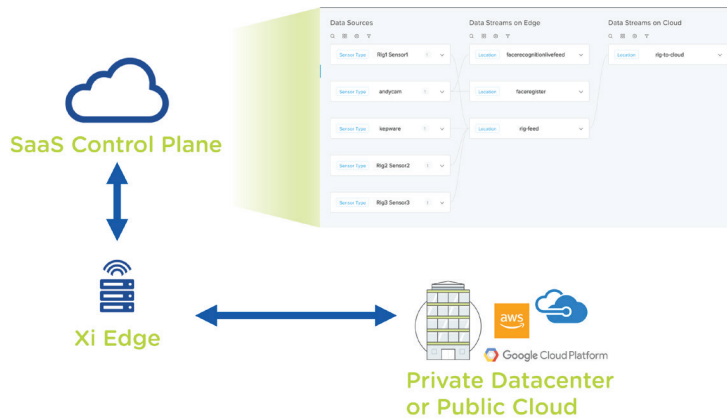 Data Sources
Data Streams on Edge
Data Streams on Cloud
Sensor Type Rig1 Sensor1
Location facerecognitionlivefeed
Location rig-to-cloud
Sensor Type andycam
Location faceregister
Sensor Type kepware
Location rig-feed
Sensor Type Rig2 Sensor2
Sensor Type Rig3 Sensor3
SaaS Control Plane
Xi Edge
aws
Google Cloud Platform
Private Datacenter
or Public Cloud